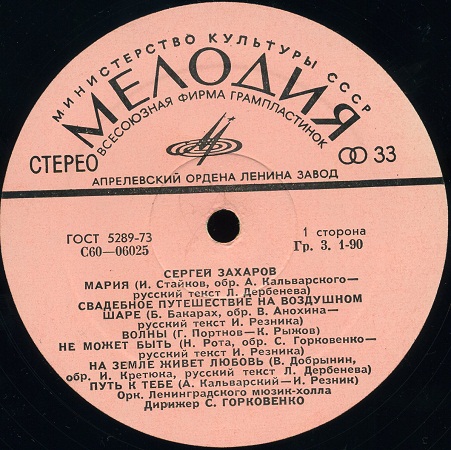 МИНИСТЕРСТВО КУЛЬТУРЫ СССР
МЕЛОДИЯ
ВСЕСОЮЗНАЯ ФИРМА ГРАМПЛАСТИНОК
СТЕРЕО
33
АПРЕЛЕВСКИЙ ОРДЕНА ЛЕНИНА ЗАВОД
ГОСТ 5289-73
С60—06025
1 сторона
Гр. 3. 1-90
СЕРГЕЙ ЗАХАРОВ
МАРИЯ (И. Стайков, обр. А. Кальварского—
русский текст Л. Дербенева)
СВАДЕБНОЕ ПУТЕШЕСТВИЕ НА ВОЗДУШНОМ
ШАРЕ (Б. Бакарах, обр. В. Анохина—
русский текст И. Резника)
ВОЛНЫ (Г. Портнов—К. Рыжов)
НЕ МОЖЕТ БЫТЬ (Н. Рота, обр. С. Горковенко—
русский текст И. Резника)
НА ЗЕМЛЕ ЖИВЕТ ЛЮБОВЬ (В. Добрынин,
обр. И. Кретюка, русский текст Л. Дербенева)
ПУТЬ К ТЕБЕ (А. Кальварский—И. Резник)
Орк. Ленинградского мюзик-холла
Дирижер С. ГОРКОВЕНКО